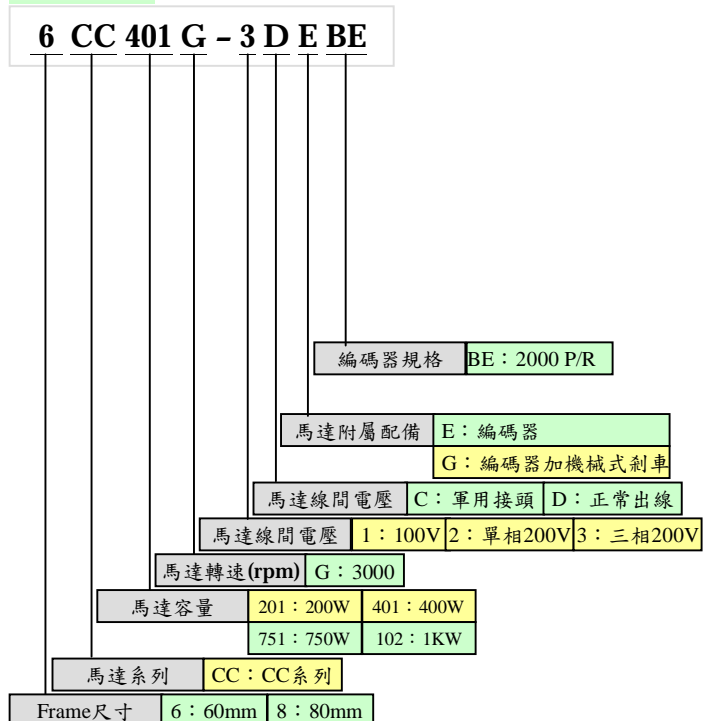 6 CC 401 G – 3 D E BE
編碼器規格 BE：2000 P/R
馬達附屬配備 E：編碼器
G：編碼器加機械式剎車
馬達線間電壓 C：軍用接頭 D：正常出線
馬達線間電壓 1：100V 2：單相200V 3：三相200V
馬達轉速(rpm) G：3000
馬達容量 201：200W 401：400W
751：750W 102：1KW
馬達系列 CC：CC系列
Frame尺寸 6：60mm 8：80mm